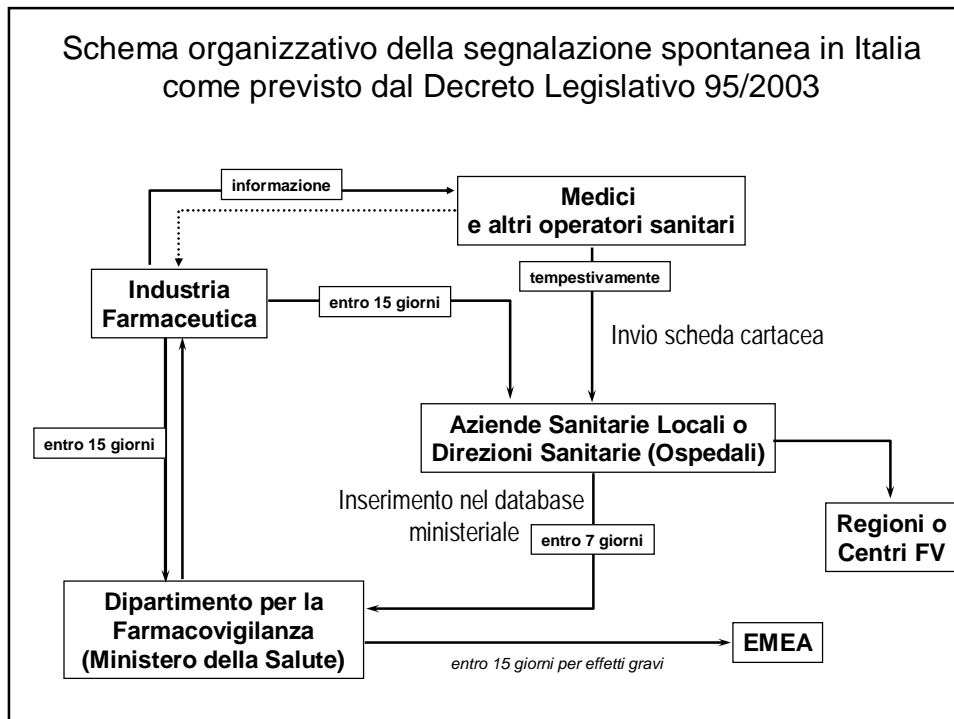 Schema organizzativo della segnalazione spontanea in Italia
come previsto dal Decreto Legislativo 95/2003
informazione
Medici
e altri operatori sanitari
tempestivamente
Industria
Farmaceutica
entro 15 giorni
Invio scheda cartacea
Aziende Sanitarie Locali o
Direzioni Sanitarie (Ospedali)
entro 15 giorni
Inserimento nel database
ministeriale
entro 7 giorni
Regioni o
Centri FV
Dipartimento per la
Farmacovigilanza
(Ministero della Salute)
EMEA
entro 15 giorni per effetti gravi